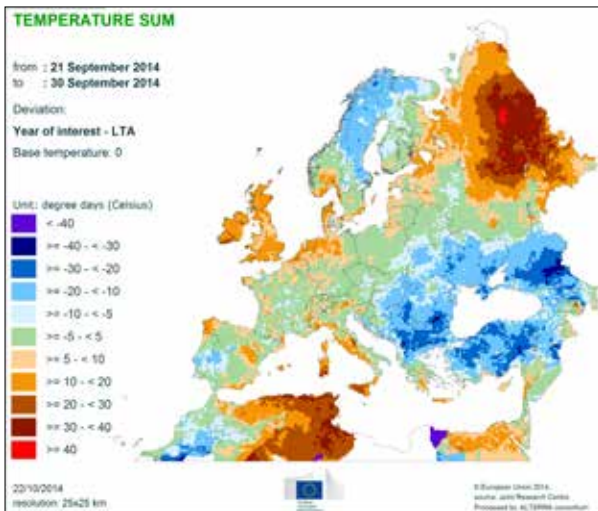 TEMPERATURE SUM
from : 21 September 2014
to : 30 September 2014
Deviation:
Year of interest - LTA
Base temperature: 0
Unit: degree days (Celsius)
< -40
>= -40 - < -30
>= -30 - < -20
>= -20 - < -10
>= -10 - < -5
>= -5 - < 5
>= 5 - < 10
>= 10 - < 20
>= 20 - < 30
>= 30 - < 40
>= 40
22/10/2014
resolution: 25x25 km
© European Union 2014
source: Joint Research Centre
Processed by: ALTERRA consortium